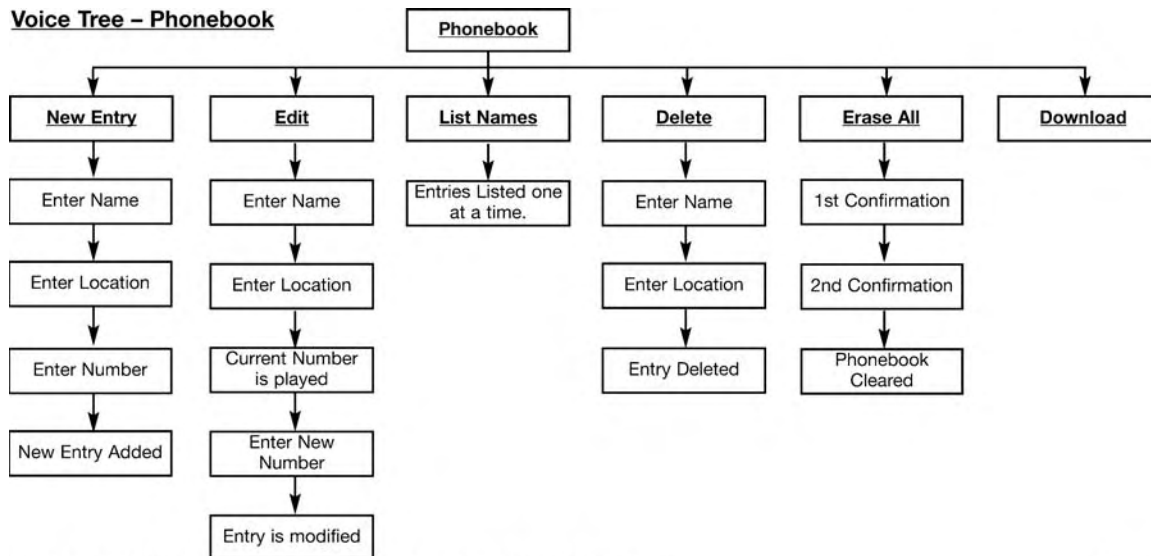 Voice Tree – Phonebook
Phonebook
New Entry
Edit
List Names
Delete
Erase All
Download
Enter Name
Enter Name
Entries Listed one
at a time.
Enter Name
1st Confirmation
Enter Location
Enter Location
Enter Location
2nd Confirmation
Enter Number
Current Number
is played
Entry Deleted
Phonebook
Cleared
New Entry Added
Enter New
Number
Entry is modified